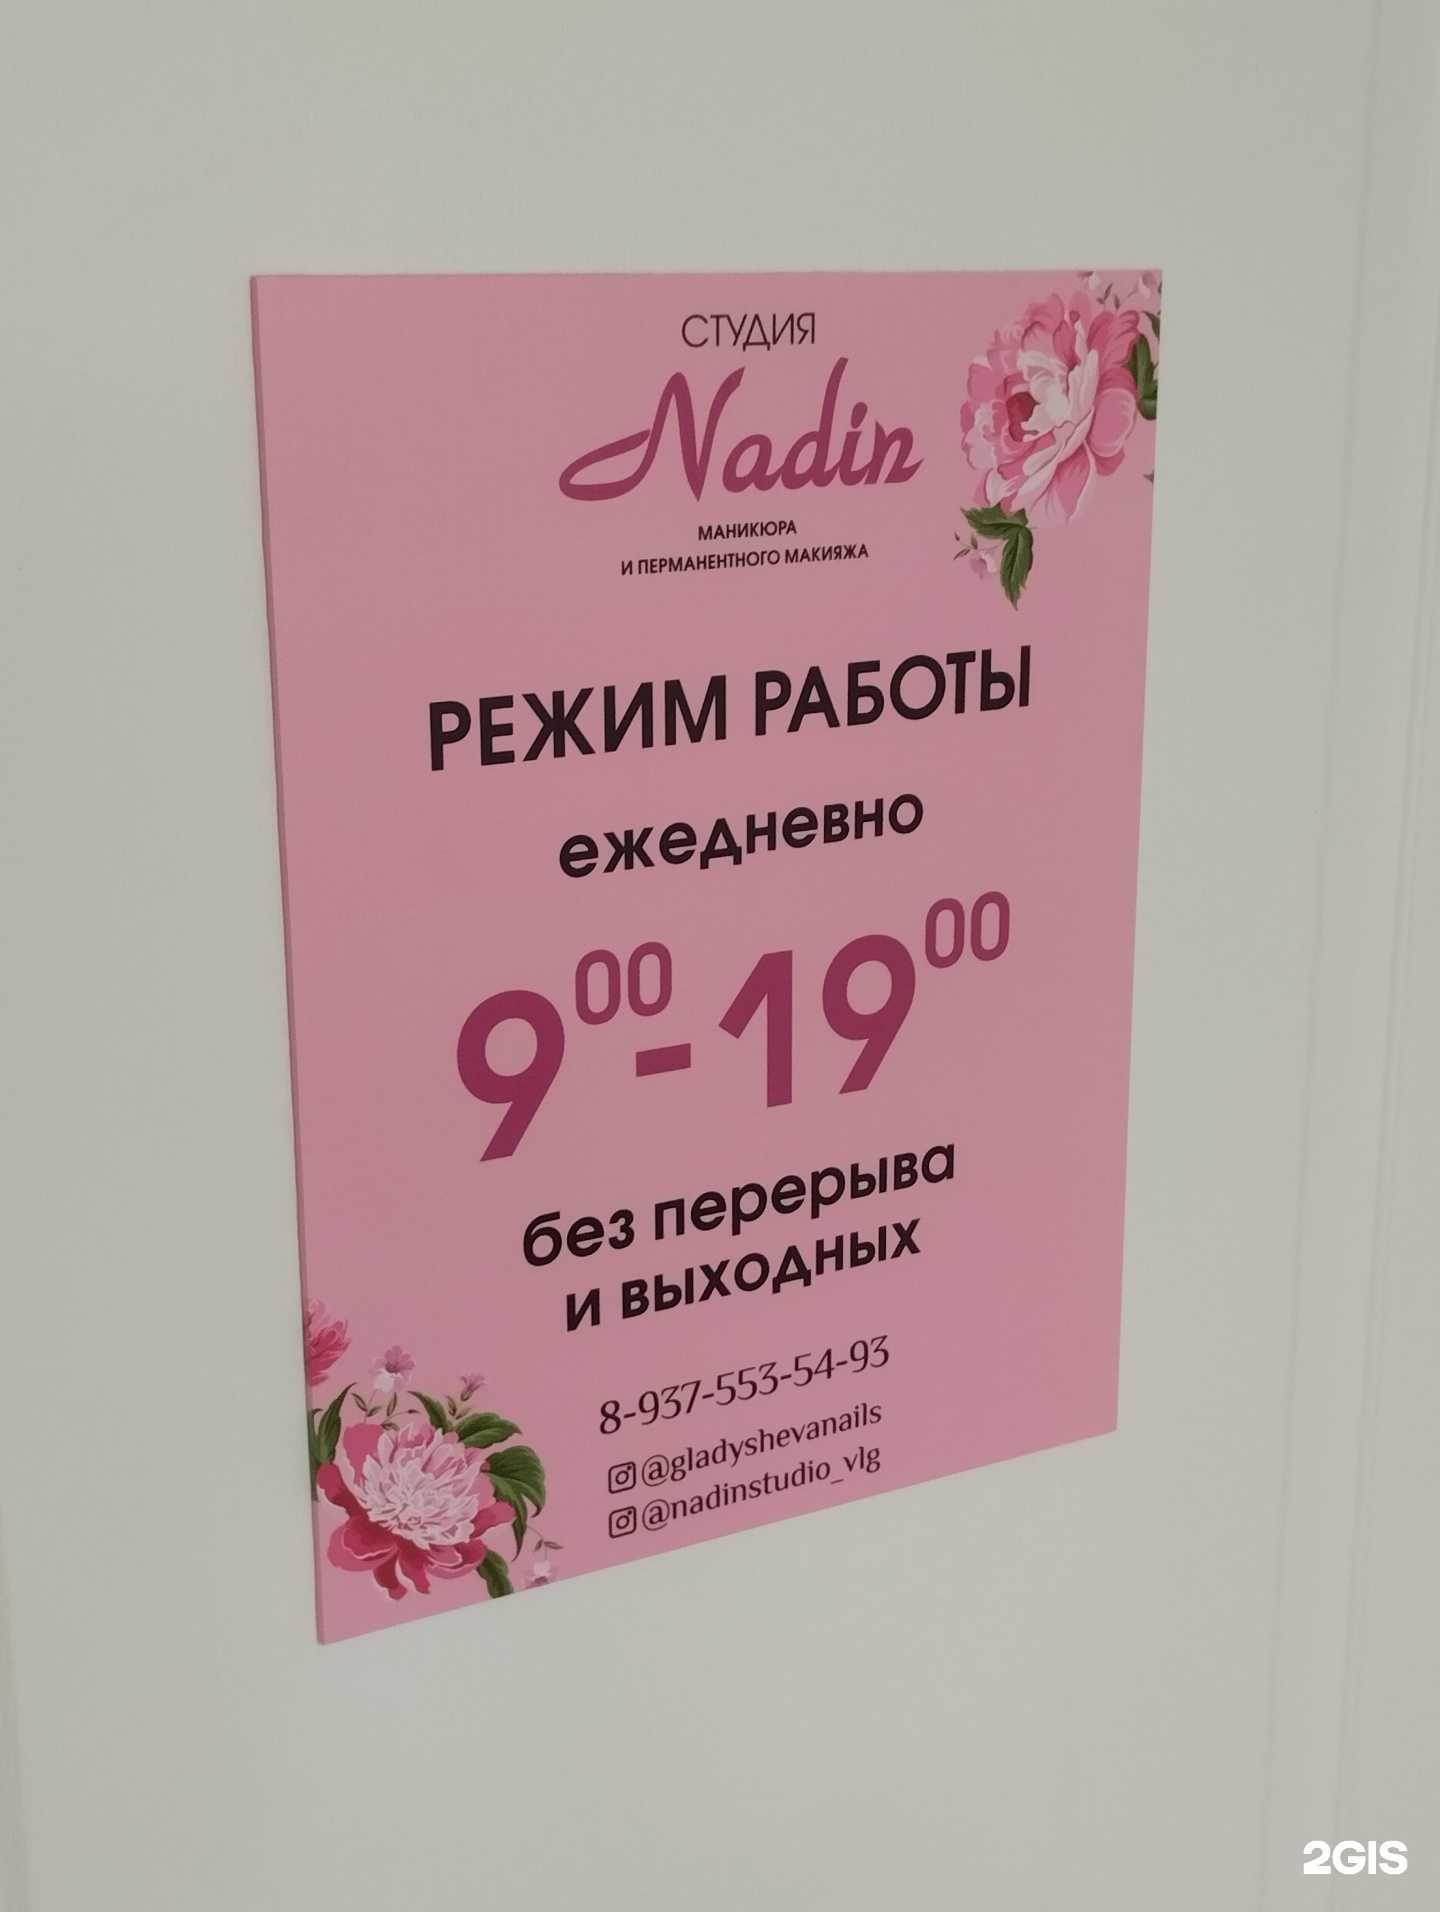 СТУДИЯ
Nadin
МАНИКЮРА
И ПЕРМАНЕНТНОГО МАКИЯЖА
РЕЖИМ РАБОТЫ
ежедневно
9⁰⁰-19⁰⁰
без перерыва
и выходных
8-937-553-54-93
@gladyshevanails
@nadinstudio_vlg
2GIS